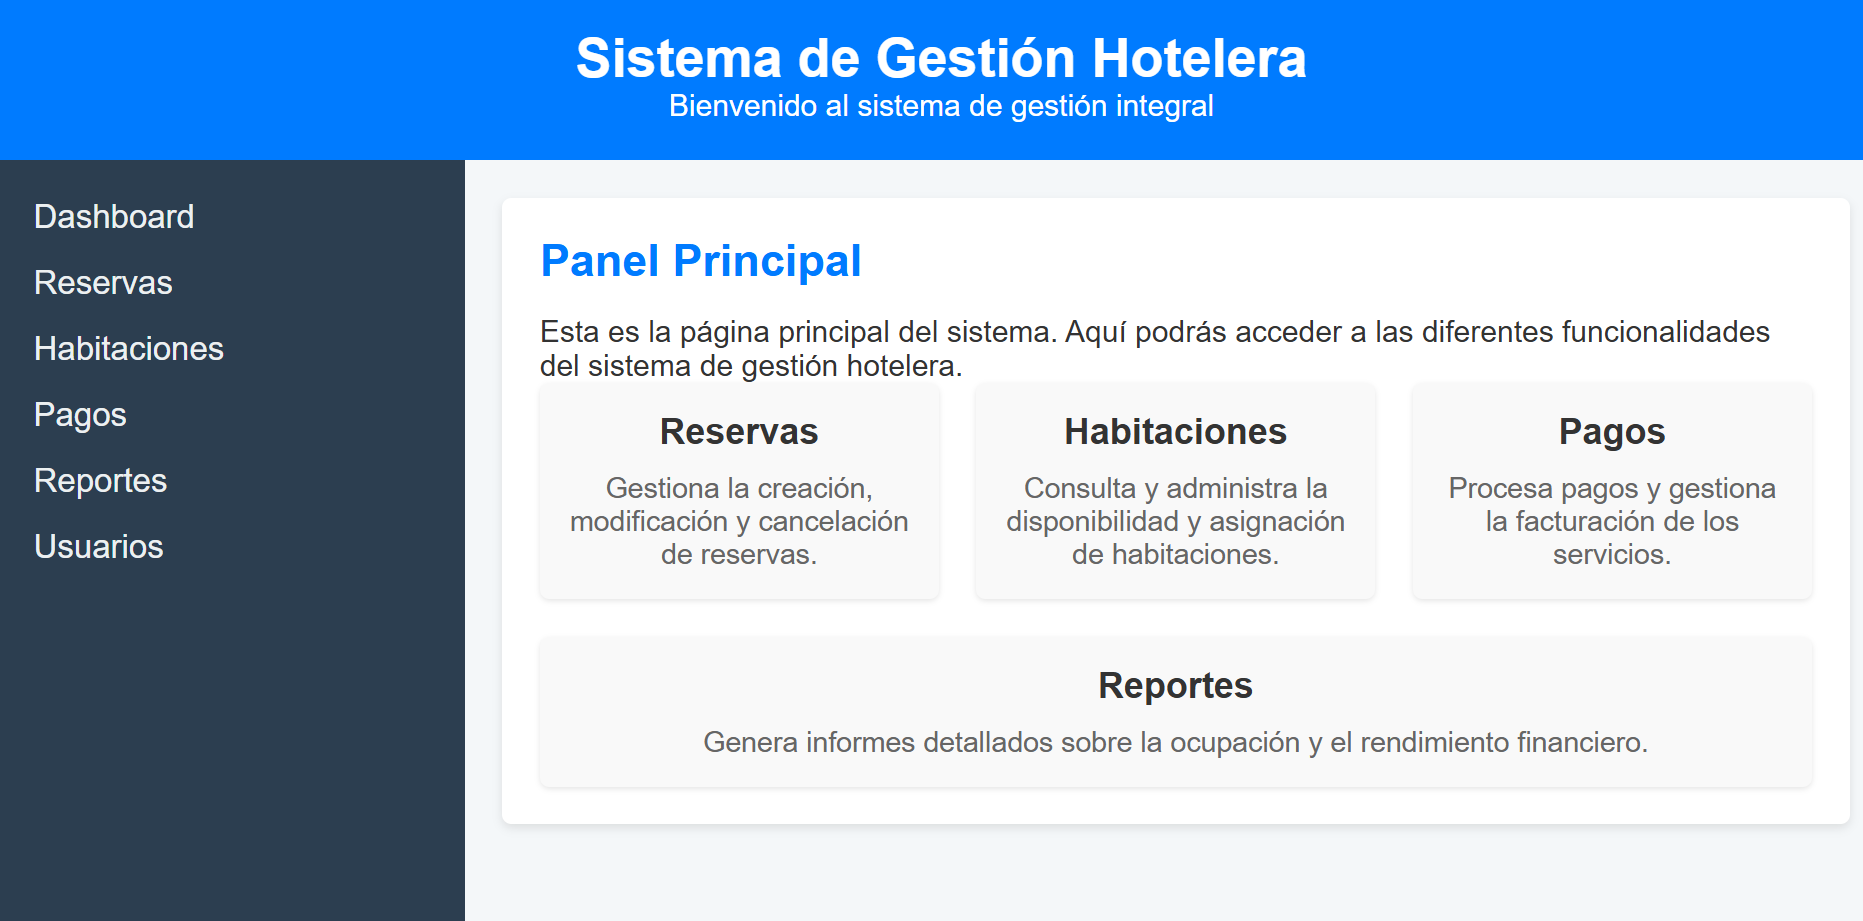 Sistema de Gestión Hotelera
Bienvenido al sistema de gestión integral
Dashboard
Reservas
Habitaciones
Pagos
Reportes
Usuarios
Panel Principal
Esta es la página principal del sistema. Aquí podrás acceder a las diferentes funcionalidades
del sistema de gestión hotelera.
Reservas
Gestiona la creación,
modificación y cancelación
de reservas.
Habitaciones
Consulta y administra la
disponibilidad y asignación
de habitaciones.
Pagos
Procesa pagos y gestiona
la facturación de los
servicios.
Reportes
Genera informes detallados sobre la ocupación y el rendimiento financiero.